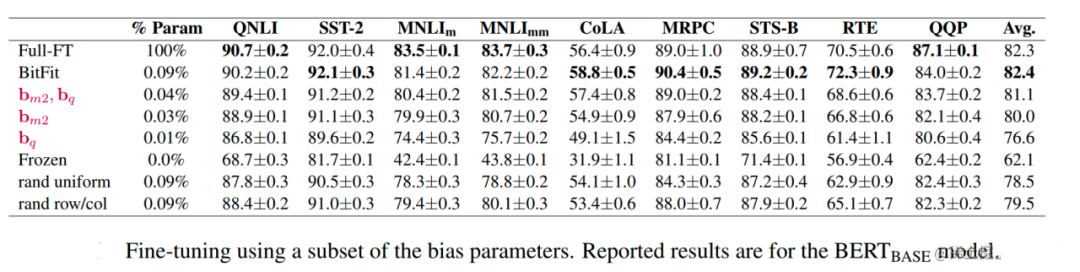 % Param QNLI SST-2 MNLIm MNLImm CoLA MRPC STS-B RTE QQP Avg.
Full-FT 100% 90.7±0.2 92.0±0.4 83.5±0.1 83.7±0.3 56.4±0.9 89.0±1.0 88.9±0.7 70.5±0.6 87.1±0.1 82.3
BitFit 0.09% 90.2±0.2 92.1±0.3 81.4±0.2 82.2±0.2 58.8±0.5 90.4±0.5 89.2±0.2 72.3±0.9 84.0±0.2 82.4
bm2, bq 0.04% 89.4±0.1 91.2±0.2 80.4±0.2 81.5±0.2 57.4±0.8 89.0±0.2 88.4±0.1 68.6±0.6 83.7±0.2 81.1
bm2 0.03% 88.9±0.1 91.1±0.3 79.9±0.3 80.7±0.2 54.9±0.9 87.9±0.6 88.2±0.1 66.8±0.6 82.1±0.4 80.0
bq 0.01% 86.8±0.1 89.6±0.2 74.4±0.3 75.7±0.2 49.1±1.5 84.4±0.2 85.6±0.1 61.4±1.1 80.6±0.4 76.6
Frozen 0.0% 68.7±0.3 81.7±0.1 42.4±0.1 43.8±0.1 31.9±1.1 81.1±0.1 71.4±0.1 56.9±0.4 62.4±0.2 62.1
rand uniform 0.09% 87.8±0.3 90.5±0.3 78.3±0.3 78.8±0.2 54.1±1.0 84.3±0.3 87.2±0.4 62.9±0.9 82.4±0.3 78.5
rand row/col 0.09% 88.4±0.2 91.0±0.3 79.4±0.3 80.1±0.3 53.4±0.6 88.0±0.7 87.9±0.2 65.1±0.7 82.3±0.2 79.5
Fine-tuning using a subset of the bias parameters. Reported results are for the BERTBASE model.